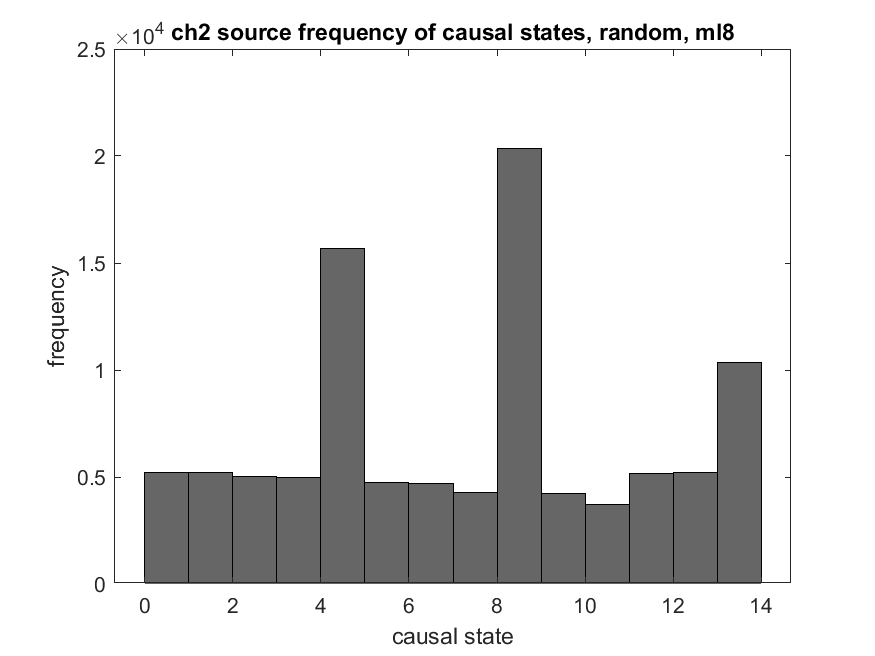 ×10⁴ ch2 source frequency of causal states, random, ml8
2.5
2
1.5
1
0.5
0
frequency
0 2 4 6 8 10 12 14
causal state